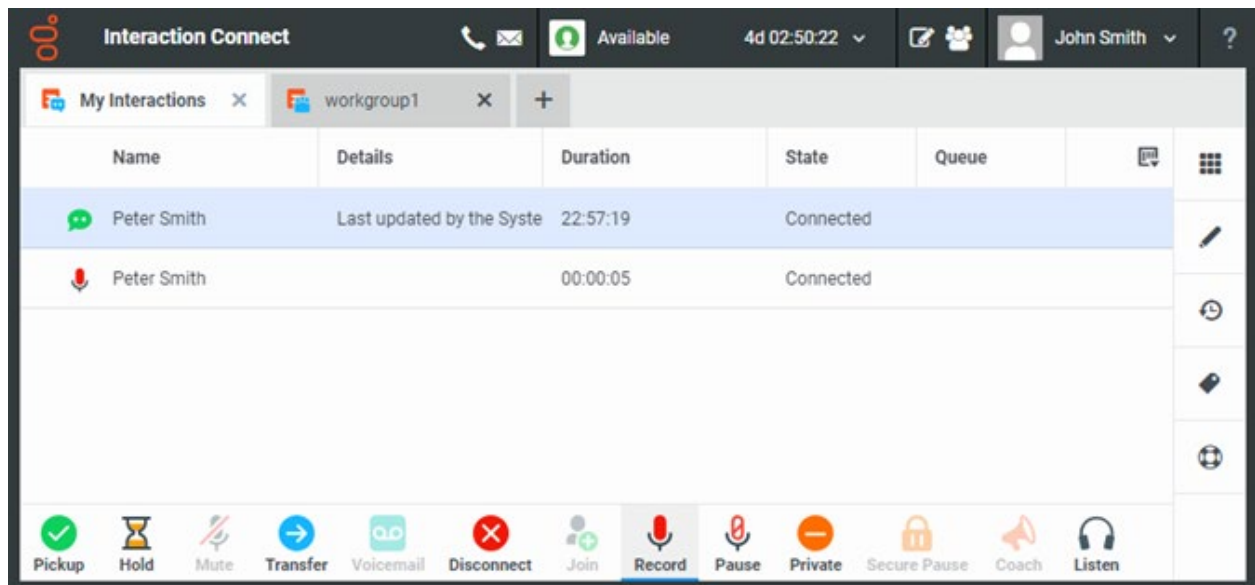 Interaction Connect Available 4d 02:50:22 John Smith ?
My Interactions workgroup1
Name Details Duration State Queue
Peter Smith Last updated by the Syste 22:57:19 Connected
Peter Smith 00:00:05 Connected
Pickup Hold Mute Transfer Voicemail Disconnect Join Record Pause Private Secure Pause Coach Listen